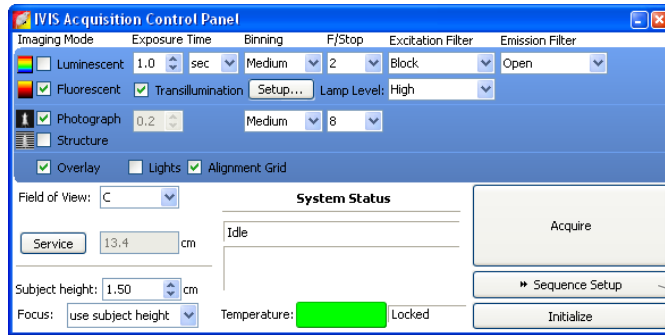 IVIS Acquisition Control Panel
Imaging Mode Exposure Time Binning F/Stop Excitation Filter Emission Filter
Luminescent 1.0 sec Medium 2 Block Open
Fluorescent Transillumination Setup... Lamp Level: High
Photograph 0.2 Medium 8
Structure
Overlay Lights Alignment Grid
Field of View: C System Status
Idle Acquire
Service 13.4 cm
Subject height: 1.50 cm Sequence Setup
Focus: use subject height Temperature: Locked Initialize